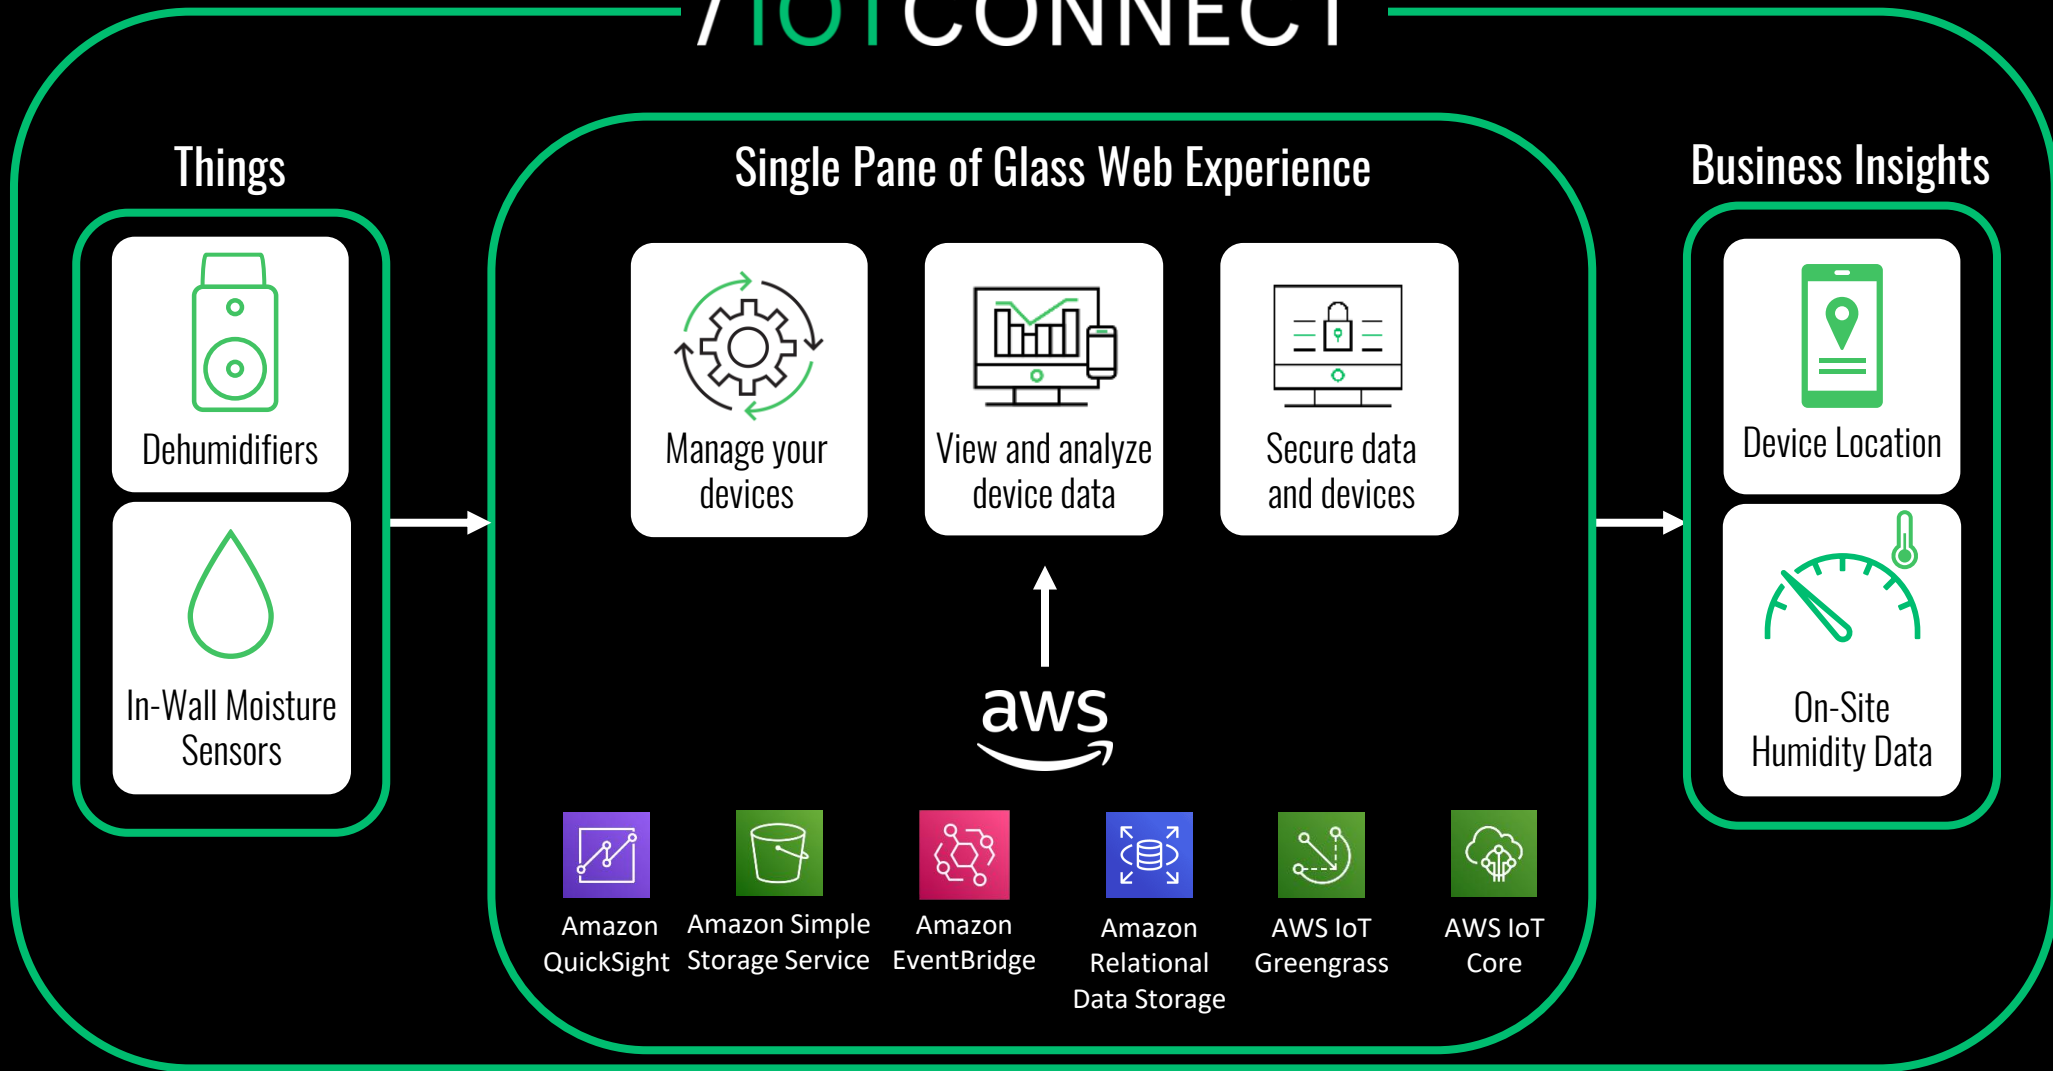 /IOTCONNECT
Things
Dehumidifiers
In-Wall Moisture
Sensors
Single Pane of Glass Web Experience
Manage your
devices
View and analyze
device data
Secure data
and devices
aws
Amazon
QuickSight
Amazon Simple
Storage Service
Amazon
EventBridge
Amazon
Relational
Data Storage
AWS IoT
Greengrass
AWS IoT
Core
Business Insights
Device Location
On-Site
Humidity Data